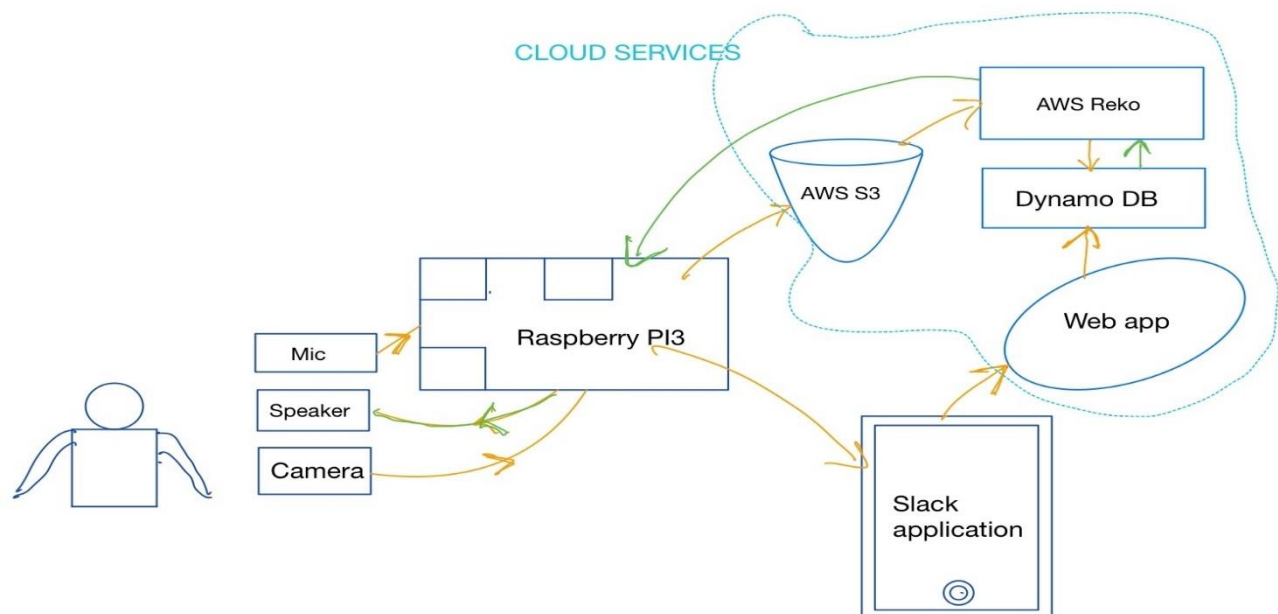 CLOUD SERVICES
AWS Reko
AWS S3
Dynamo DB
Web app
Raspberry PI3
Mic
Speaker
Camera
Slack
application